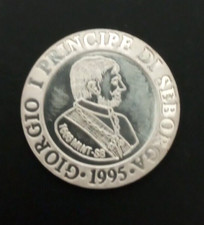 GIORGIO I PRINCIPE DI SEBORGA
• 1995 •